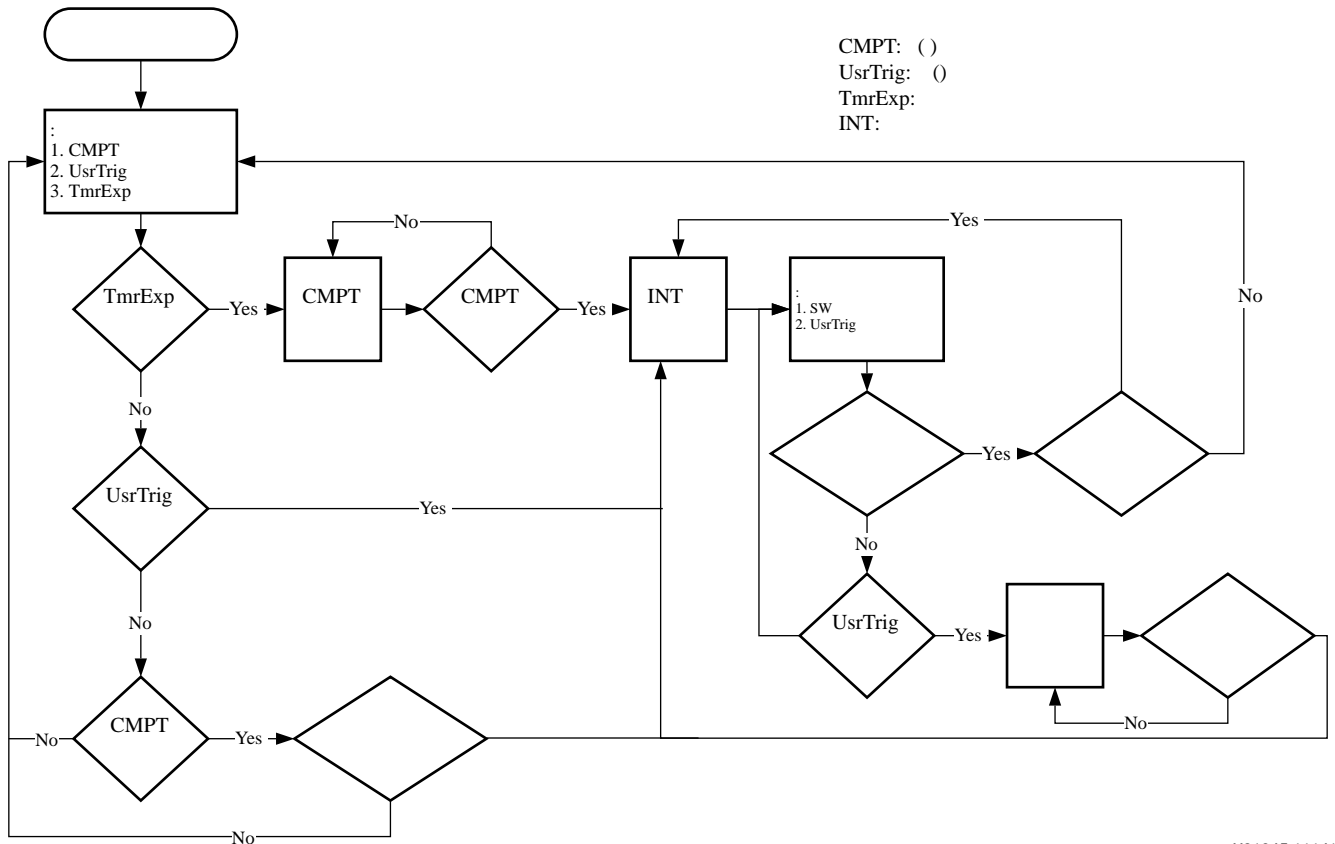 CMPT: ( )
UsrTrig: ()
TmrExp:
INT:
:
1. CMPT
2. UsrTrig
3. TmrExp
No
Yes
TmrExp
Yes
CMPT
CMPT
Yes
INT
:
1. SW
2. UsrTrig
No
No
Yes
UsrTrig
Yes
No
No
UsrTrig
Yes
CMPT
No
Yes
No
No